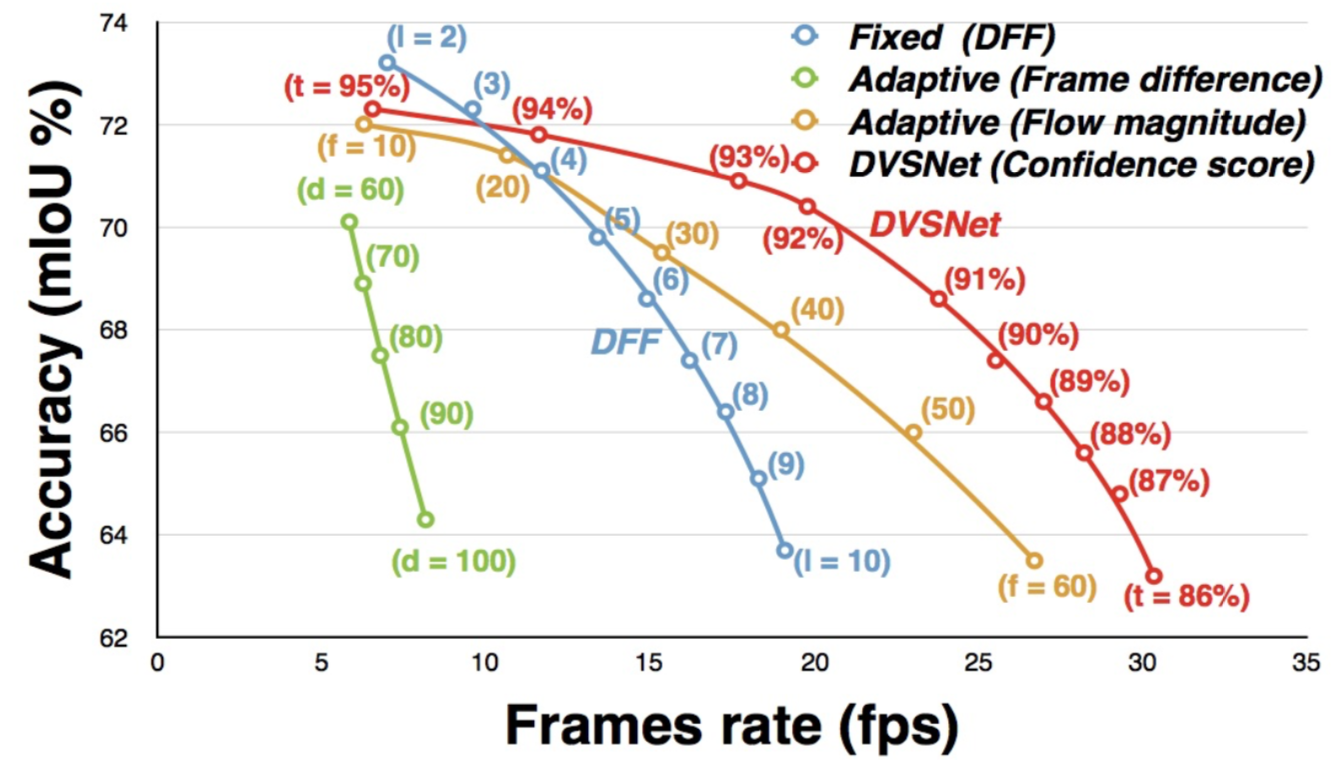 Accuracy (mIoU %)
74
72
70
68
66
64
62
Fixed (DFF)
Adaptive (Frame difference)
Adaptive (Flow magnitude)
DVSNet (Confidence score)
(l = 2)
(3)
(4)
(5)
(6)
(7)
(8)
(9)
(l = 10)
DFF
(t = 95%)
(94%)
(93%)
(92%)
(91%)
(90%)
(89%)
(88%)
(87%)
(t = 86%)
DVSNet
(f = 10)
(20)
(30)
(40)
(50)
(f = 60)
(d = 60)
(70)
(80)
(90)
(d = 100)
0 5 10 15 20 25 30 35
Frames rate (fps)